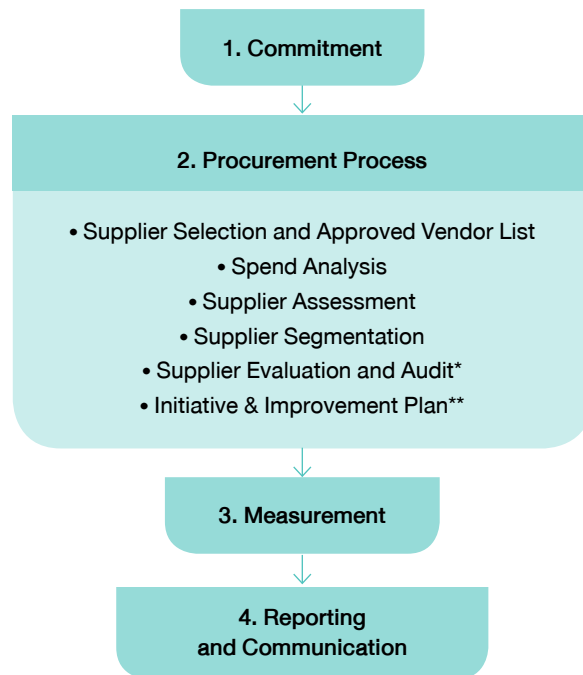 1. Commitment
2. Procurement Process
• Supplier Selection and Approved Vendor List
• Spend Analysis
• Supplier Assessment
• Supplier Segmentation
• Supplier Evaluation and Audit*
• Initiative & Improvement Plan**
3. Measurement
4. Reporting
and Communication